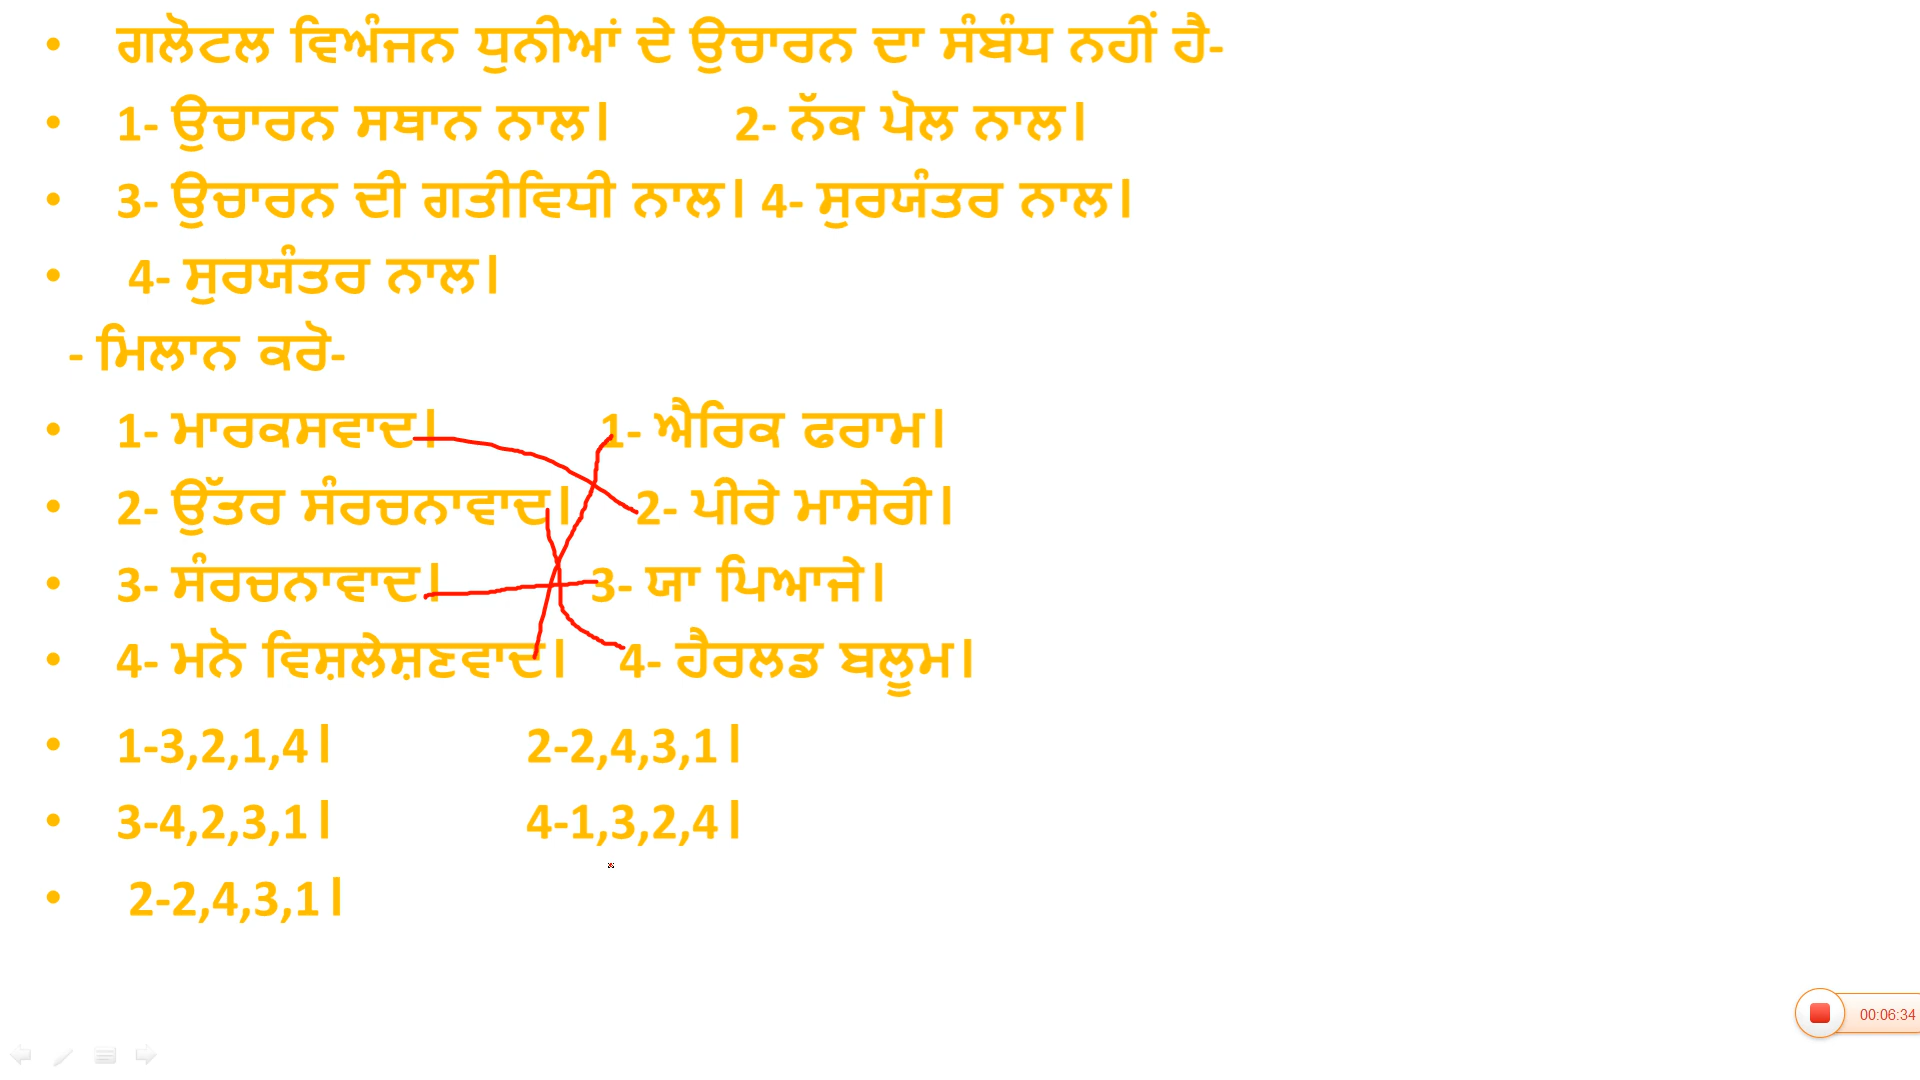 • ਗਲੋਟਲ ਵਿਅੰਜਨ ਧੁਨੀਆਂ ਦੇ ਉਚਾਰਨ ਦਾ ਸੰਬੰਧ ਨਹੀਂ ਹੈ-
• 1- ਉਚਾਰਨ ਸਥਾਨ ਨਾਲ। 2- ਨੱਕ ਪੋਲ ਨਾਲ।
• 3- ਉਚਾਰਨ ਦੀ ਗਤੀਵਿਧੀ ਨਾਲ। 4- ਸੁਰਯੰਤਰ ਨਾਲ।
• 4- ਸੁਰਯੰਤਰ ਨਾਲ।
- ਮਿਲਾਨ ਕਰੋ-
• 1- ਮਾਰਕਸਵਾਦ। 1- ਐਰਿਕ ਫਰਾਮ।
• 2- ਉੱਤਰ ਸੰਰਚਨਾਵਾਦ। 2- ਪੀਰੇ ਮਾਸੇਰੀ।
• 3- ਸੰਰਚਨਾਵਾਦ। 3- ਯਾ ਪਿਆਜੇ।
• 4- ਮਨੋ ਵਿਸ਼ਲੇਸ਼ਣਵਾਦ। 4- ਹੈਰਲਡ ਬਲੂਮ।
• 1-3,2,1,4। 2-2,4,3,1।
• 3-4,2,3,1। 4-1,3,2,4।
• 2-2,4,3,1।
00:06:34